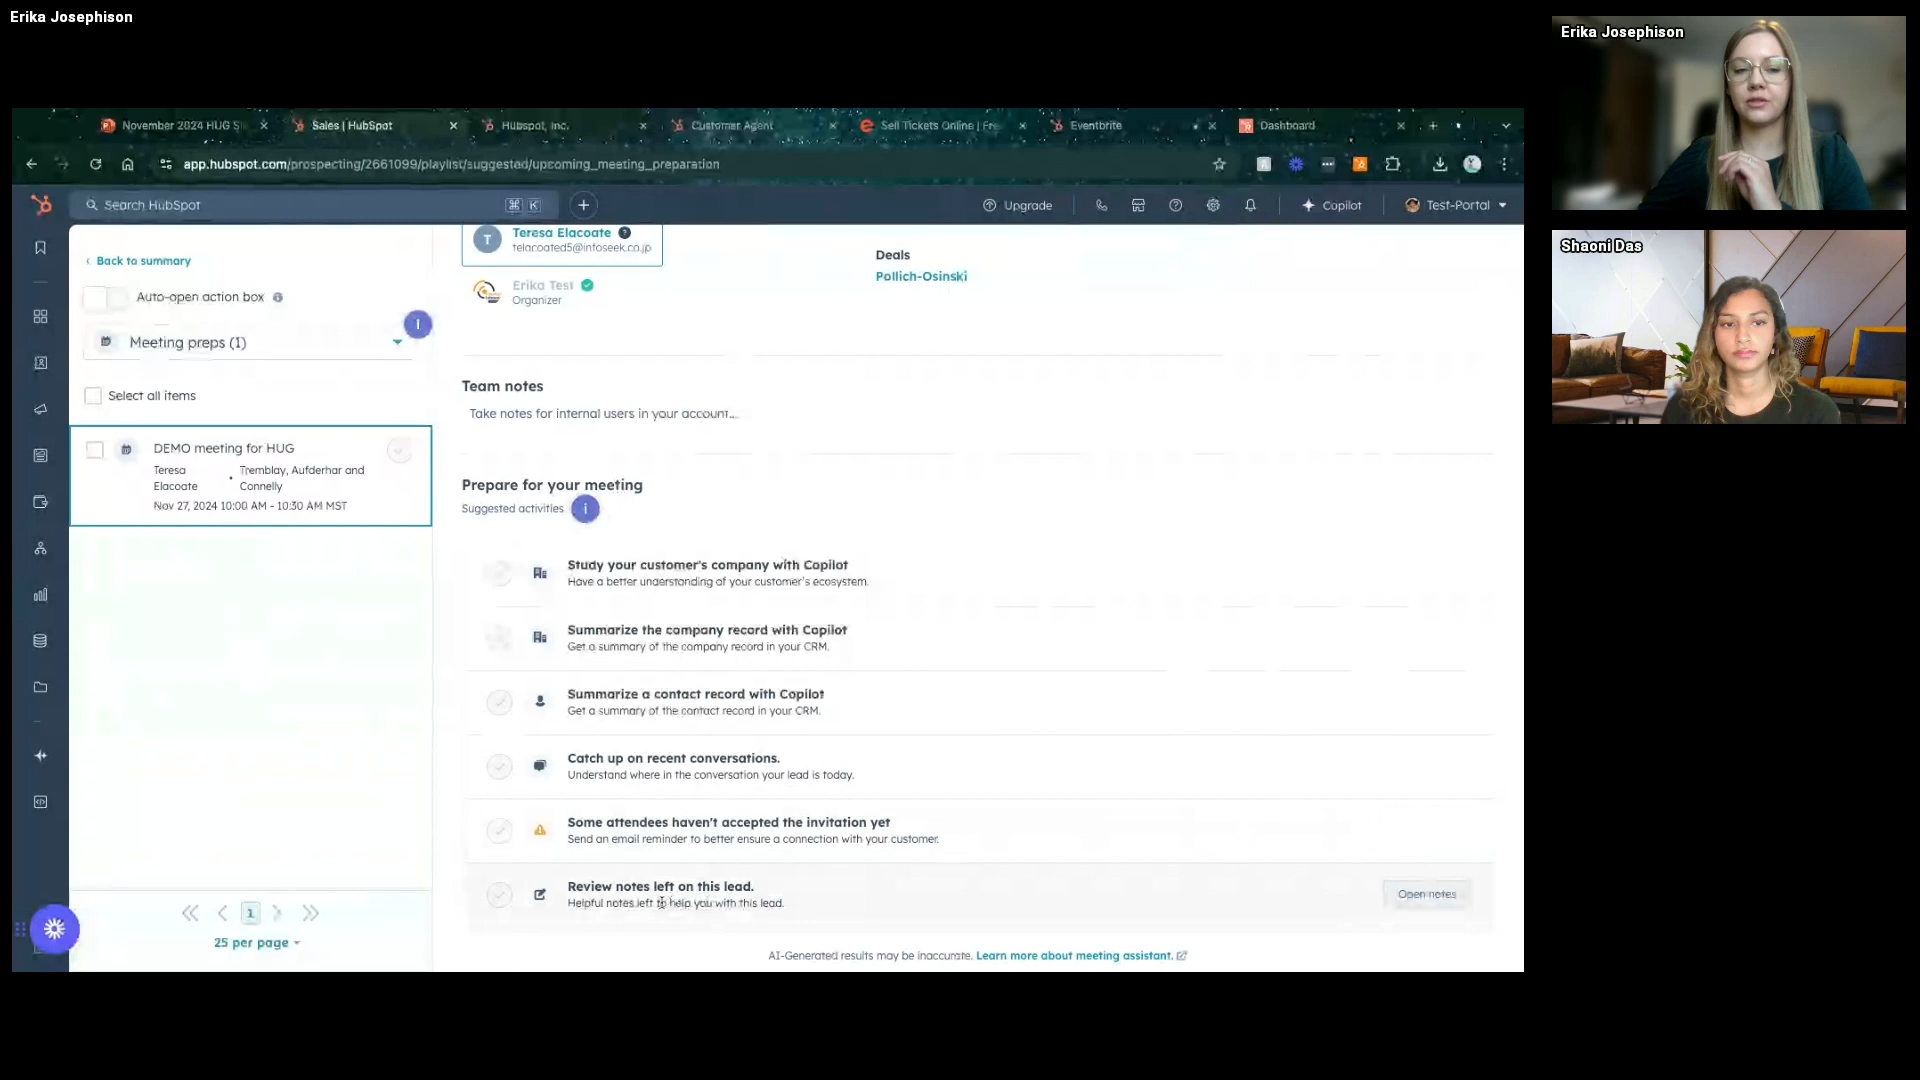 Erika Josephison
Erika Josephison
Shaoni Das
November 2024 HUG Sl
Sales | HubSpot
Hubspot, Inc.
Customer Agent
Sell Tickets Online | Fre
Eventbrite
Dashboard
app.hubspot.com/prospecting/2661099/playlist/suggested/upcoming_meeting_preparation
Search HubSpot
⌘ K
Upgrade
Copilot
Test-Portal
Back to summary
Auto-open action box
Meeting preps (1)
Select all items
DEMO meeting for HUG
Teresa Elacoate • Tremblay, Aufderhar and Connelly
Nov 27, 2024 10:00 AM - 10:30 AM MST
1
25 per page
T
Teresa Elacoate
telacoated5@infoseek.co.jp
Erika Test
Organizer
Deals
Pollich-Osinski
Team notes
Take notes for internal users in your account...
Prepare for your meeting
Suggested activities
Study your customer's company with Copilot
Have a better understanding of your customer's ecosystem.
Summarize the company record with Copilot
Get a summary of the company record in your CRM.
Summarize a contact record with Copilot
Get a summary of the contact record in your CRM.
Catch up on recent conversations.
Understand where in the conversation your lead is today.
Some attendees haven't accepted the invitation yet
Send an email reminder to better ensure a connection with your customer.
Review notes left on this lead.
Helpful notes left to help you with this lead.
Open notes
AI-Generated results may be inaccurate. Learn more about meeting assistant.